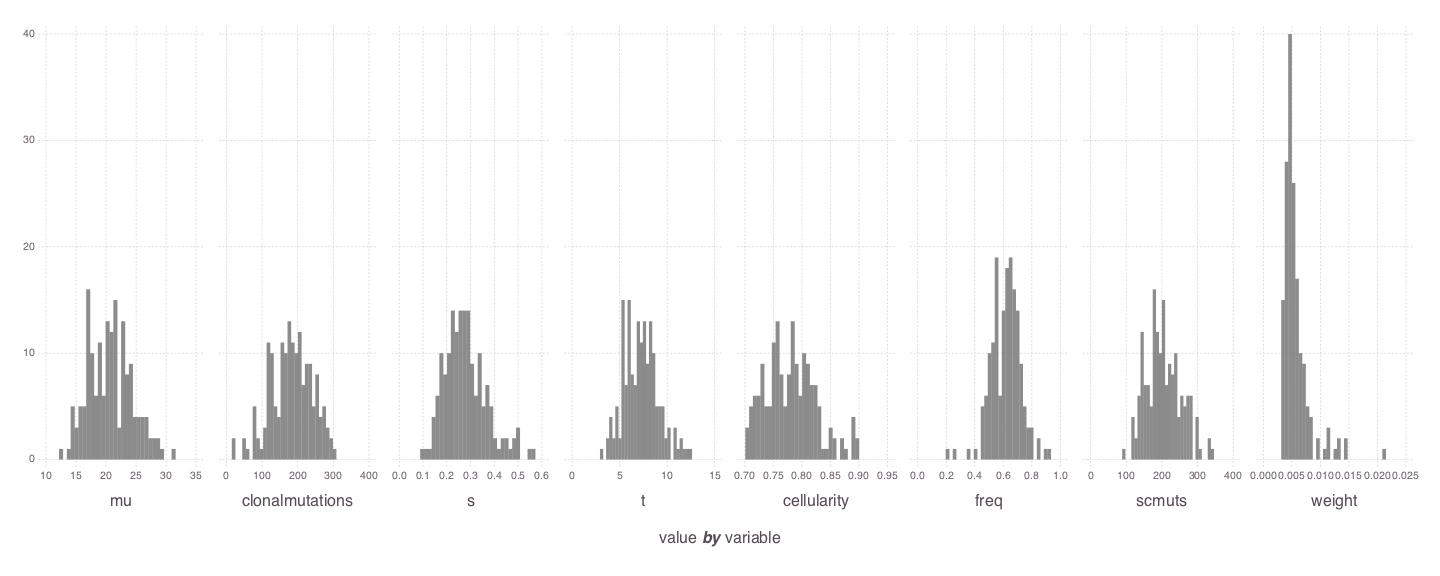 40
30
20
10
0
10 15 20 25 30 35 0 100 200 300 400 0.0 0.1 0.2 0.3 0.4 0.5 0.6 0 5 10 15 0.70 0.75 0.80 0.85 0.90 0.95 0.0 0.2 0.4 0.6 0.8 1.0 0 100 200 300 400 0.000 0.005 0.010 0.015 0.020 0.025
mu clonalmutations s t cellularity freq scmuts weight
value by variable